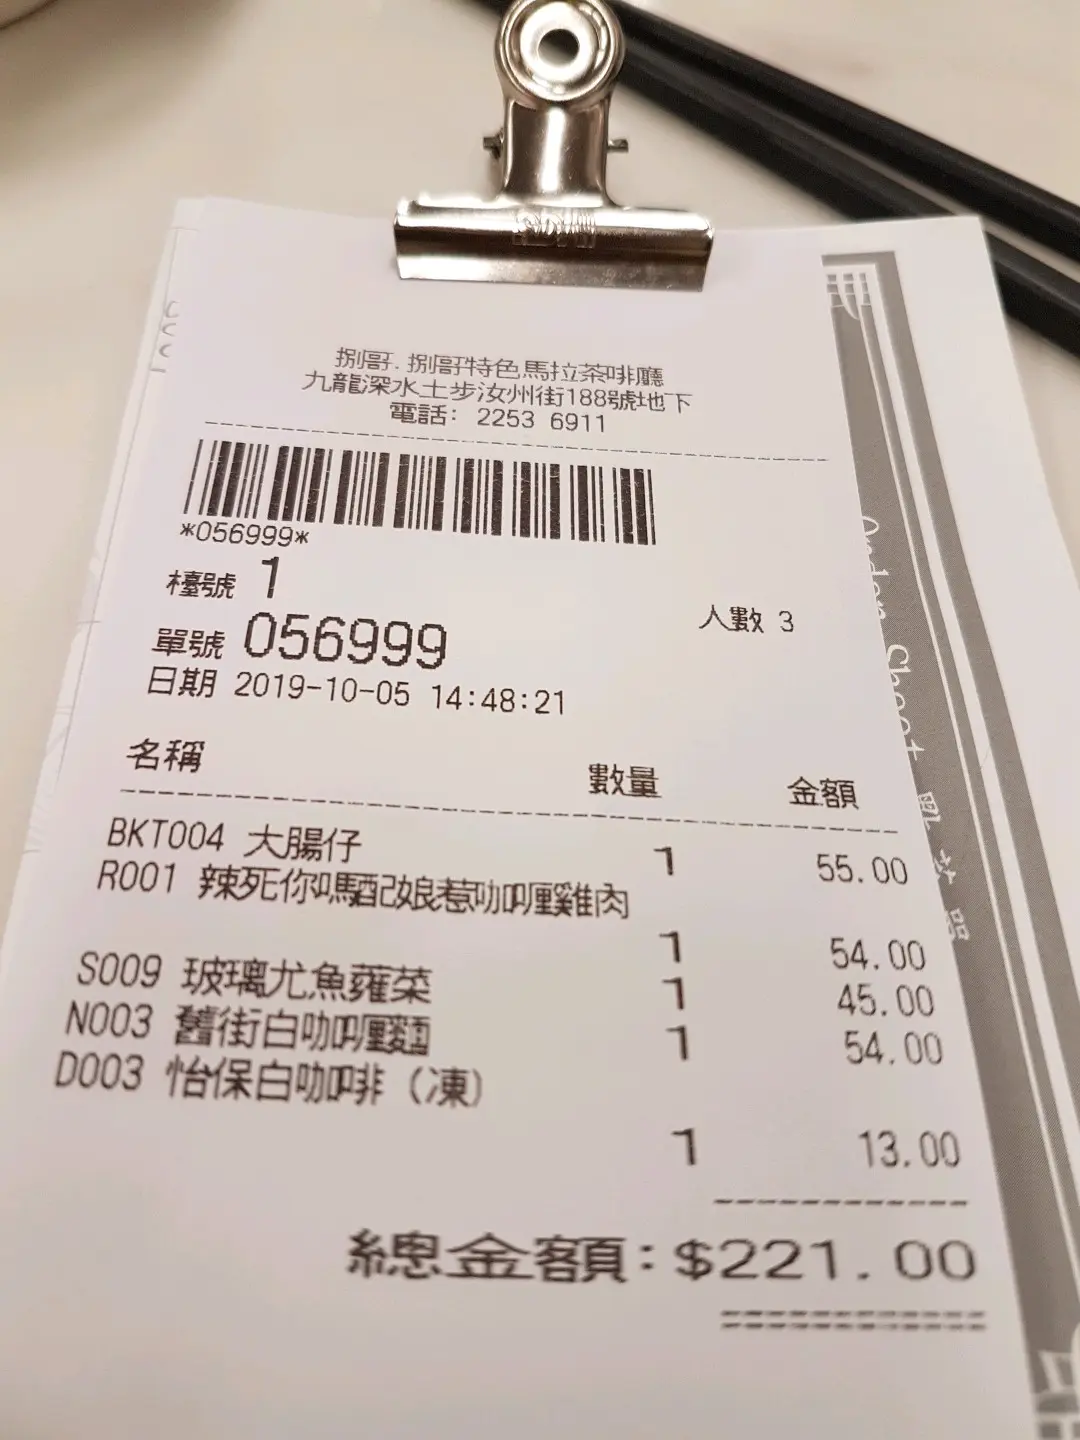 捌哥．捌哥特色馬拉茶啡廳
九龍深水土步汝州街188號地下
電話: 2253 6911
*056999*
檯號 1
人數 3
單號 056999
日期 2019-10-05 14:48:21
名稱 數量 金額
BKT004 大腸仔 1 55.00
R001 辣死你嗎配娘惹咖喱雞肉
1 54.00
S009 玻璃尤魚蕹菜 1 45.00
N003 舊街白咖喱麵 1 54.00
D003 怡保白咖啡（凍）
1 13.00
總金額:$221.00
Order Sheet